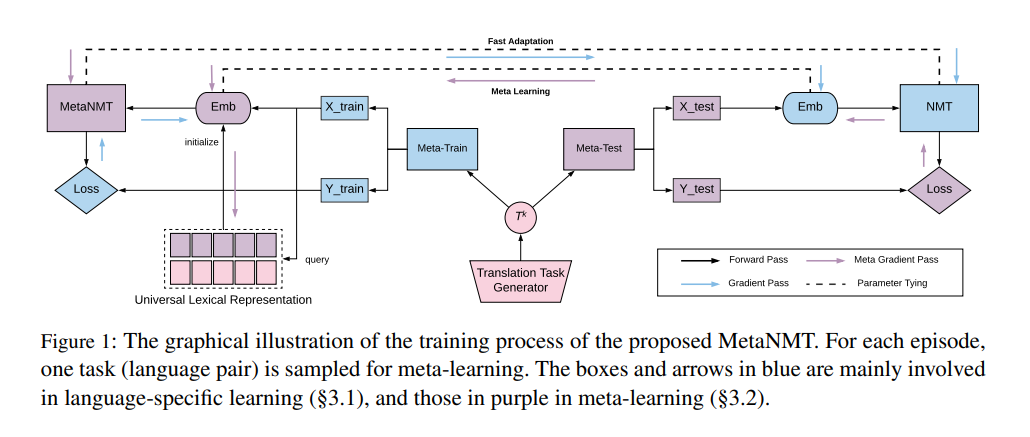 Fast Adaptation
Meta Learning
MetaNMT
Emb
X_train
Meta-Train
Meta-Test
X_test
Emb
NMT
initialize
Loss
Y_train
Y_test
Loss
T^k
query
Translation Task
Generator
Universal Lexical Representation
Forward Pass
Meta Gradient Pass
Gradient Pass
Parameter Tying
Figure 1: The graphical illustration of the training process of the proposed MetaNMT. For each episode,
one task (language pair) is sampled for meta-learning. The boxes and arrows in blue are mainly involved
in language-specific learning (§3.1), and those in purple in meta-learning (§3.2).